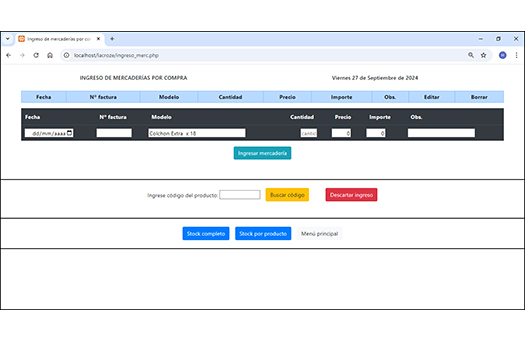 Ingreso de mercaderías por co
localhost/lacroze/ingreso_merc.php
INGRESO DE MERCADERÍAS POR COMPRA
Viernes 27 de Septiembre de 2024
Fecha Nº factura Modelo Cantidad Precio Importe Obs. Editar Borrar
Fecha Nº factura Modelo Cantidad Precio Importe Obs.
dd/mm/aaaa Colchon Extra x 18 cantid 0 0
Ingresar mercadería
Ingrese código del producto: Buscar código Descartar ingreso
Stock completo Stock por producto Menú principal